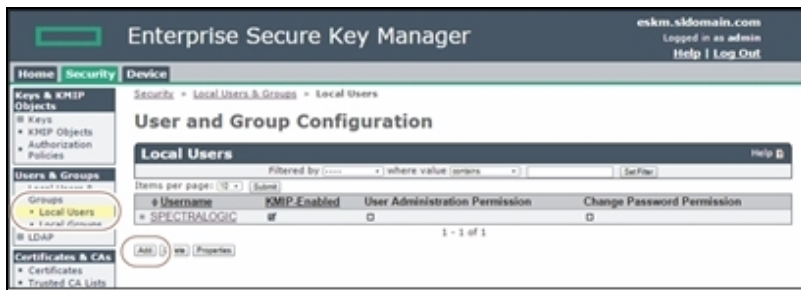 Enterprise Secure Key Manager
eskm.sldomain.com
Logged in as admin
Help | Log Out
Home Security Device
Keys & KMIP Objects
Keys
KMIP Objects
Authorization Policies
Users & Groups
Local Users &
Groups
Local Users
Local Groups
LDAP
Certificates & CAs
Certificates
Trusted CA Lists
Security > Local Users & Groups > Local Users
User and Group Configuration
Local Users
Help
Filtered by where value contains Set Filter
Items per page: 10 Submit
Username KMIP-Enabled User Administration Permission Change Password Permission
SPECTRALOGIC
1 - 1 of 1
Add Properties